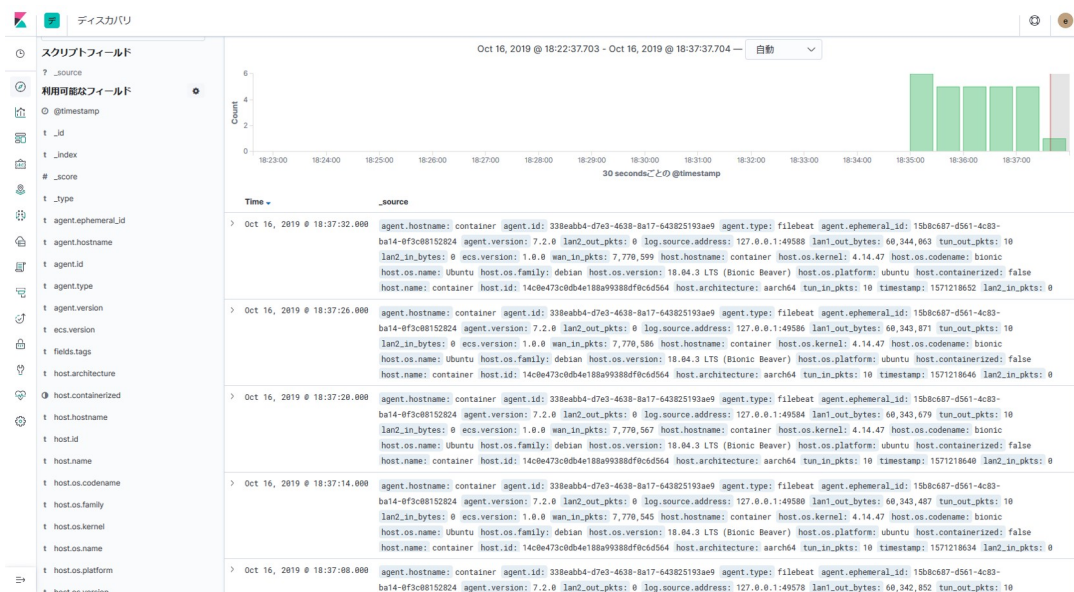 デ ディスカバリ e
スクリプトフィールド
? _source
利用可能なフィールド
@timestamp
t _id
t _index
# _score
t _type
t agent.ephemeral_id
t agent.hostname
t agent.id
t agent.type
t agent.version
t ecs.version
t fields.tags
t host.architecture
host.containerized
t host.hostname
t host.id
t host.name
t host.os.codename
t host.os.family
t host.os.kernel
t host.os.name
t host.os.platform
t host.os.version
Oct 16, 2019 @ 18:22:37.703 - Oct 16, 2019 @ 18:37:37.704 — 自動
Count
6
4
2
0
18:23:00 18:24:00 18:25:00 18:26:00 18:27:00 18:28:00 18:29:00 18:30:00 18:31:00 18:32:00 18:33:00 18:34:00 18:35:00 18:36:00 18:37:00
30 secondsごとの @timestamp
Time _source
Oct 16, 2019 @ 18:37:32.000 agent.hostname: container agent.id: 338eabb4-d7e3-4638-8a17-643825193ae9 agent.type: filebeat agent.ephemeral_id: 15b8c687-d561-4c83-
ba14-0f3c08152824 agent.version: 7.2.0 lan2_out_pkts: 0 log.source.address: 127.0.0.1:49588 lan1_out_bytes: 60,344,063 tun_out_pkts: 10
lan2_in_bytes: 0 ecs.version: 1.0.0 wan_in_pkts: 7,770,599 host.hostname: container host.os.kernel: 4.14.47 host.os.codename: bionic
host.os.name: Ubuntu host.os.family: debian host.os.version: 18.04.3 LTS (Bionic Beaver) host.os.platform: ubuntu host.containerized: false
host.name: container host.id: 14c0e473c0db4e188a99388df0c6d564 host.architecture: aarch64 tun_in_pkts: 10 timestamp: 1571218652 lan2_in_pkts: 0
Oct 16, 2019 @ 18:37:26.000 agent.hostname: container agent.id: 338eabb4-d7e3-4638-8a17-643825193ae9 agent.type: filebeat agent.ephemeral_id: 15b8c687-d561-4c83-
ba14-0f3c08152824 agent.version: 7.2.0 lan2_out_pkts: 0 log.source.address: 127.0.0.1:49586 lan1_out_bytes: 60,343,871 tun_out_pkts: 10
lan2_in_bytes: 0 ecs.version: 1.0.0 wan_in_pkts: 7,770,586 host.hostname: container host.os.kernel: 4.14.47 host.os.codename: bionic
host.os.name: Ubuntu host.os.family: debian host.os.version: 18.04.3 LTS (Bionic Beaver) host.os.platform: ubuntu host.containerized: false
host.name: container host.id: 14c0e473c0db4e188a99388df0c6d564 host.architecture: aarch64 tun_in_pkts: 10 timestamp: 1571218646 lan2_in_pkts: 0
Oct 16, 2019 @ 18:37:20.000 agent.hostname: container agent.id: 338eabb4-d7e3-4638-8a17-643825193ae9 agent.type: filebeat agent.ephemeral_id: 15b8c687-d561-4c83-
ba14-0f3c08152824 agent.version: 7.2.0 lan2_out_pkts: 0 log.source.address: 127.0.0.1:49584 lan1_out_bytes: 60,343,679 tun_out_pkts: 10
lan2_in_bytes: 0 ecs.version: 1.0.0 wan_in_pkts: 7,770,567 host.hostname: container host.os.kernel: 4.14.47 host.os.codename: bionic
host.os.name: Ubuntu host.os.family: debian host.os.version: 18.04.3 LTS (Bionic Beaver) host.os.platform: ubuntu host.containerized: false
host.name: container host.id: 14c0e473c0db4e188a99388df0c6d564 host.architecture: aarch64 tun_in_pkts: 10 timestamp: 1571218640 lan2_in_pkts: 0
Oct 16, 2019 @ 18:37:14.000 agent.hostname: container agent.id: 338eabb4-d7e3-4638-8a17-643825193ae9 agent.type: filebeat agent.ephemeral_id: 15b8c687-d561-4c83-
ba14-0f3c08152824 agent.version: 7.2.0 lan2_out_pkts: 0 log.source.address: 127.0.0.1:49580 lan1_out_bytes: 60,343,487 tun_out_pkts: 10
lan2_in_bytes: 0 ecs.version: 1.0.0 wan_in_pkts: 7,770,545 host.hostname: container host.os.kernel: 4.14.47 host.os.codename: bionic
host.os.name: Ubuntu host.os.family: debian host.os.version: 18.04.3 LTS (Bionic Beaver) host.os.platform: ubuntu host.containerized: false
host.name: container host.id: 14c0e473c0db4e188a99388df0c6d564 host.architecture: aarch64 tun_in_pkts: 10 timestamp: 1571218634 lan2_in_pkts: 0
Oct 16, 2019 @ 18:37:08.000 agent.hostname: container agent.id: 338eabb4-d7e3-4638-8a17-643825193ae9 agent.type: filebeat agent.ephemeral_id: 15b8c687-d561-4c83-
ba14-0f3c08152824 agent.version: 7.2.0 lan2_out_pkts: 0 log.source.address: 127.0.0.1:49578 lan1_out_bytes: 60,342,852 tun_out_pkts: 10